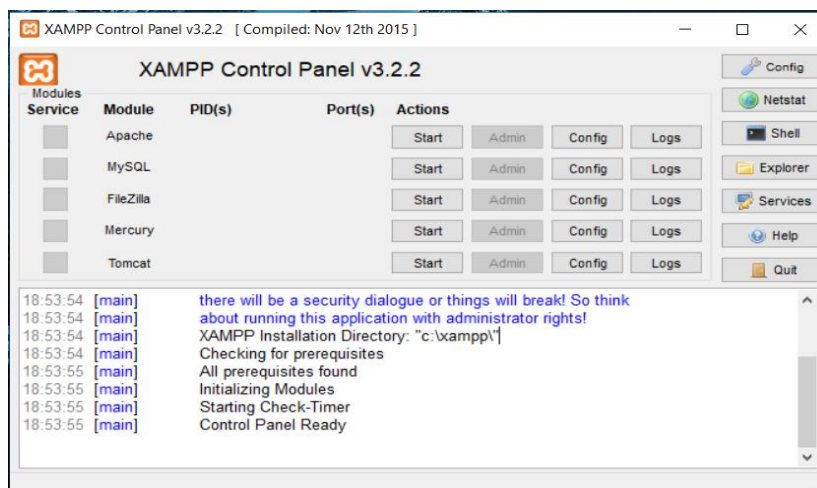 XAMPP Control Panel v3.2.2 [ Compiled: Nov 12th 2015 ]
XAMPP Control Panel v3.2.2
Config
Modules
Service Module PID(s) Port(s) Actions
Netstat
Apache Start Admin Config Logs
Shell
MySQL Start Admin Config Logs
Explorer
FileZilla Start Admin Config Logs
Services
Mercury Start Admin Config Logs
Help
Tomcat Start Admin Config Logs
Quit
18:53:54 [main] there will be a security dialogue or things will break! So think
18:53:54 [main] about running this application with administrator rights!
18:53:54 [main] XAMPP Installation Directory: "c:\xampp\"
18:53:54 [main] Checking for prerequisites
18:53:55 [main] All prerequisites found
18:53:55 [main] Initializing Modules
18:53:55 [main] Starting Check-Timer
18:53:55 [main] Control Panel Ready